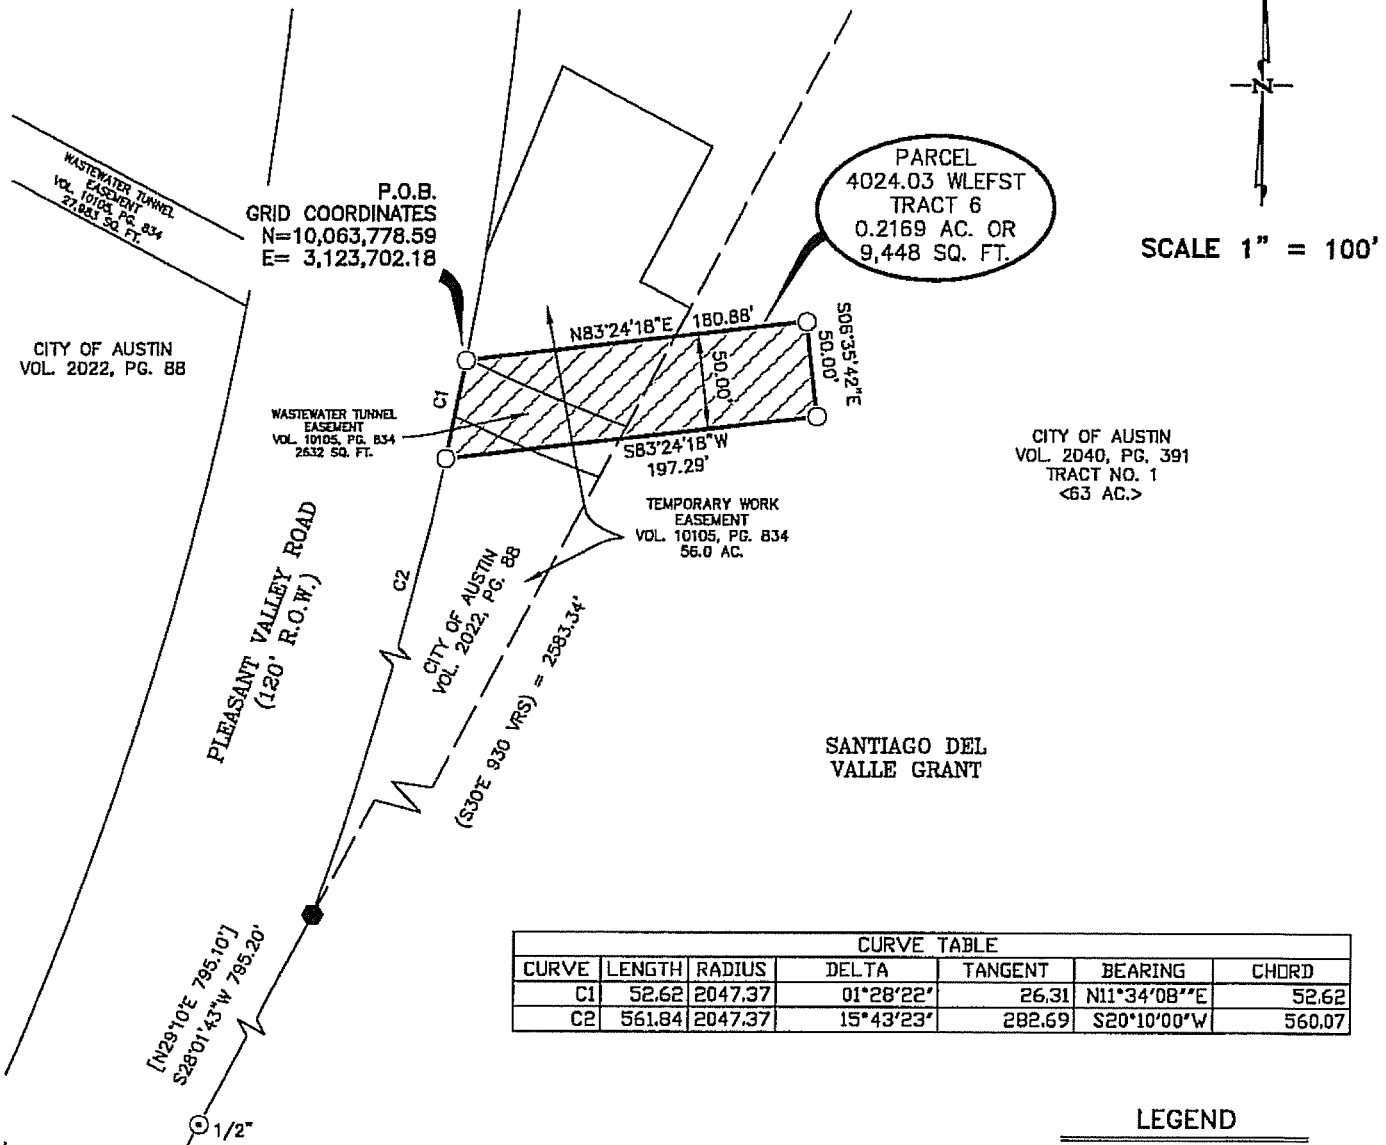 N
SCALE 1" = 100'
WASTEWATER TUNNEL
EASEMENT
VOL. 10105, PG. 834
27,983 SQ. FT.
P.O.B.
GRID COORDINATES
N=10,063,778.59
E= 3,123,702.18
PARCEL
4024.03 WLEFST
TRACT 6
0.2169 AC. OR
9,448 SQ. FT.
CITY OF AUSTIN
VOL. 2022, PG. 88
N83°24'18"E 180.88'
S06°35'42"E
50.00'
50.00'
C1
WASTEWATER TUNNEL
EASEMENT
VOL. 10105, PG. 834
2632 SQ. FT.
S83°24'18"W
197.29'
CITY OF AUSTIN
VOL. 2040, PG. 391
TRACT NO. 1
<63 AC.>
TEMPORARY WORK
EASEMENT
VOL. 10105, PG. 834
56.0 AC.
PLEASANT VALLEY ROAD
(120' R.O.W.)
C2
CITY OF AUSTIN
VOL. 2022, PG. 88
(S30°E 930 VRS) = 2583.34'
SANTIAGO DEL
VALLE GRANT
[N29°10'E 795.10']
S28°01'43"W 795.20'
1/2"
CURVE TABLE
CURVE LENGTH RADIUS DELTA TANGENT BEARING CHORD
C1 52.62 2047.37 01°28'22" 26.31 N11°34'08""E 52.62
C2 561.84 2047.37 15°43'23" 282.69 S20°10'00"W 560.07
LEGEND